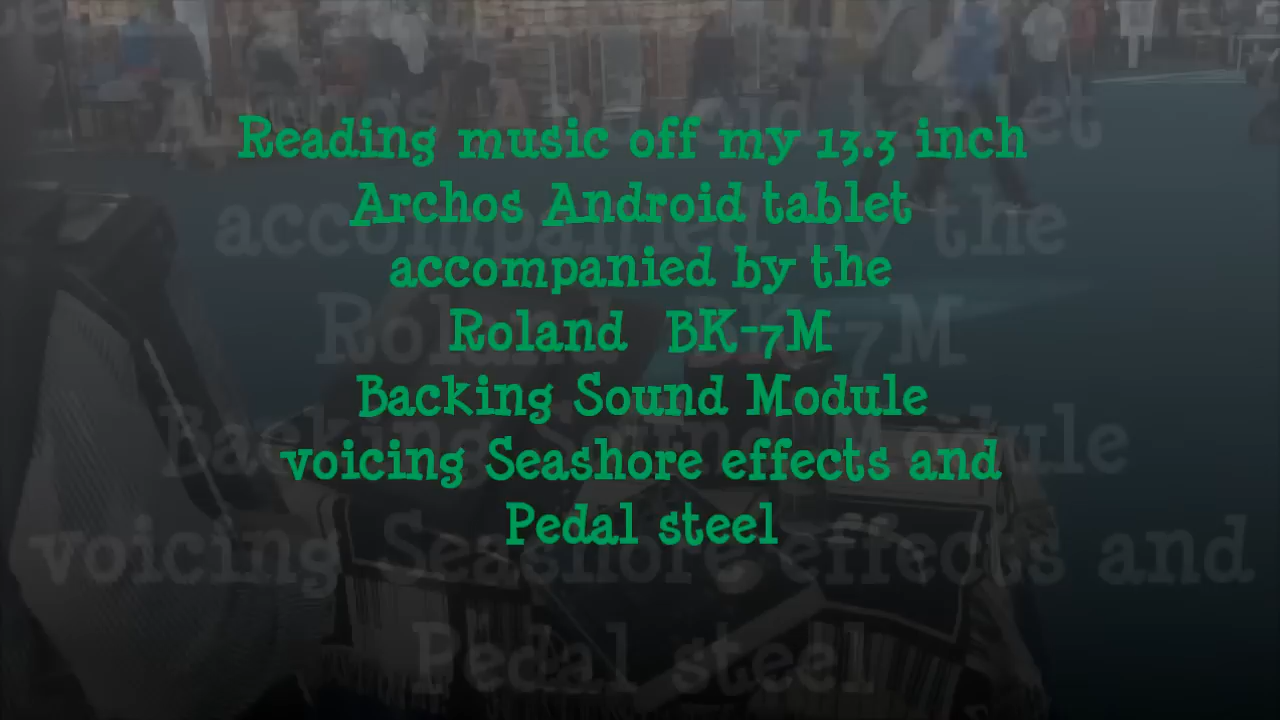 Reading music off my 13.3 inch
Archos Android tablet
accompanied by the
Roland BK-7M
Backing Sound Module
voicing Seashore effects and
Pedal steel